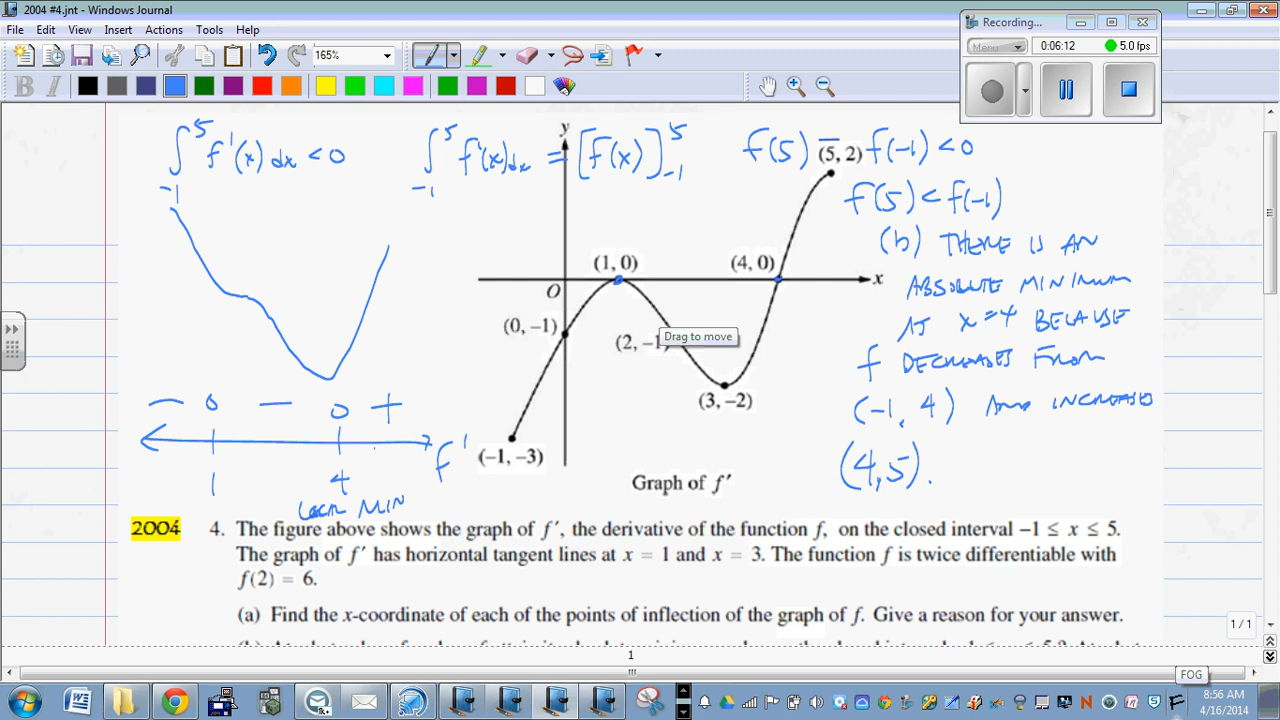 2004 #4.jnt - Windows Journal
File Edit View Insert Actions Tools Help
165%
B I
Recording...
Menu
0:06:12 5.0 fps
∫₋₁⁵ f'(x) dx < 0
∫₋₁⁵ f'(x) dx = [f(x)]₋₁⁵
f(5) − f(-1) < 0
f(5) < f(-1)
(b) THERE IS AN
ABSOLUTE MINIMUM
AT x=4 BECAUSE
f DECREASES FROM
(-1, 4) AND INCREASES
(4,5).
y
(5, 2)
(1, 0)
(4, 0)
x
O
(0, −1)
(2, −1
Drag to move
(3, −2)
(−1, −3)
Graph of f′
− 0 − 0 +
f'
1 4
LOCAL MIN
2004 4. The figure above shows the graph of f′, the derivative of the function f, on the closed interval −1 ≤ x ≤ 5.
The graph of f′ has horizontal tangent lines at x = 1 and x = 3. The function f is twice differentiable with
f(2) = 6.
(a) Find the x-coordinate of each of the points of inflection of the graph of f. Give a reason for your answer.
1 / 1
1
FOG
8:56 AM
4/16/2014